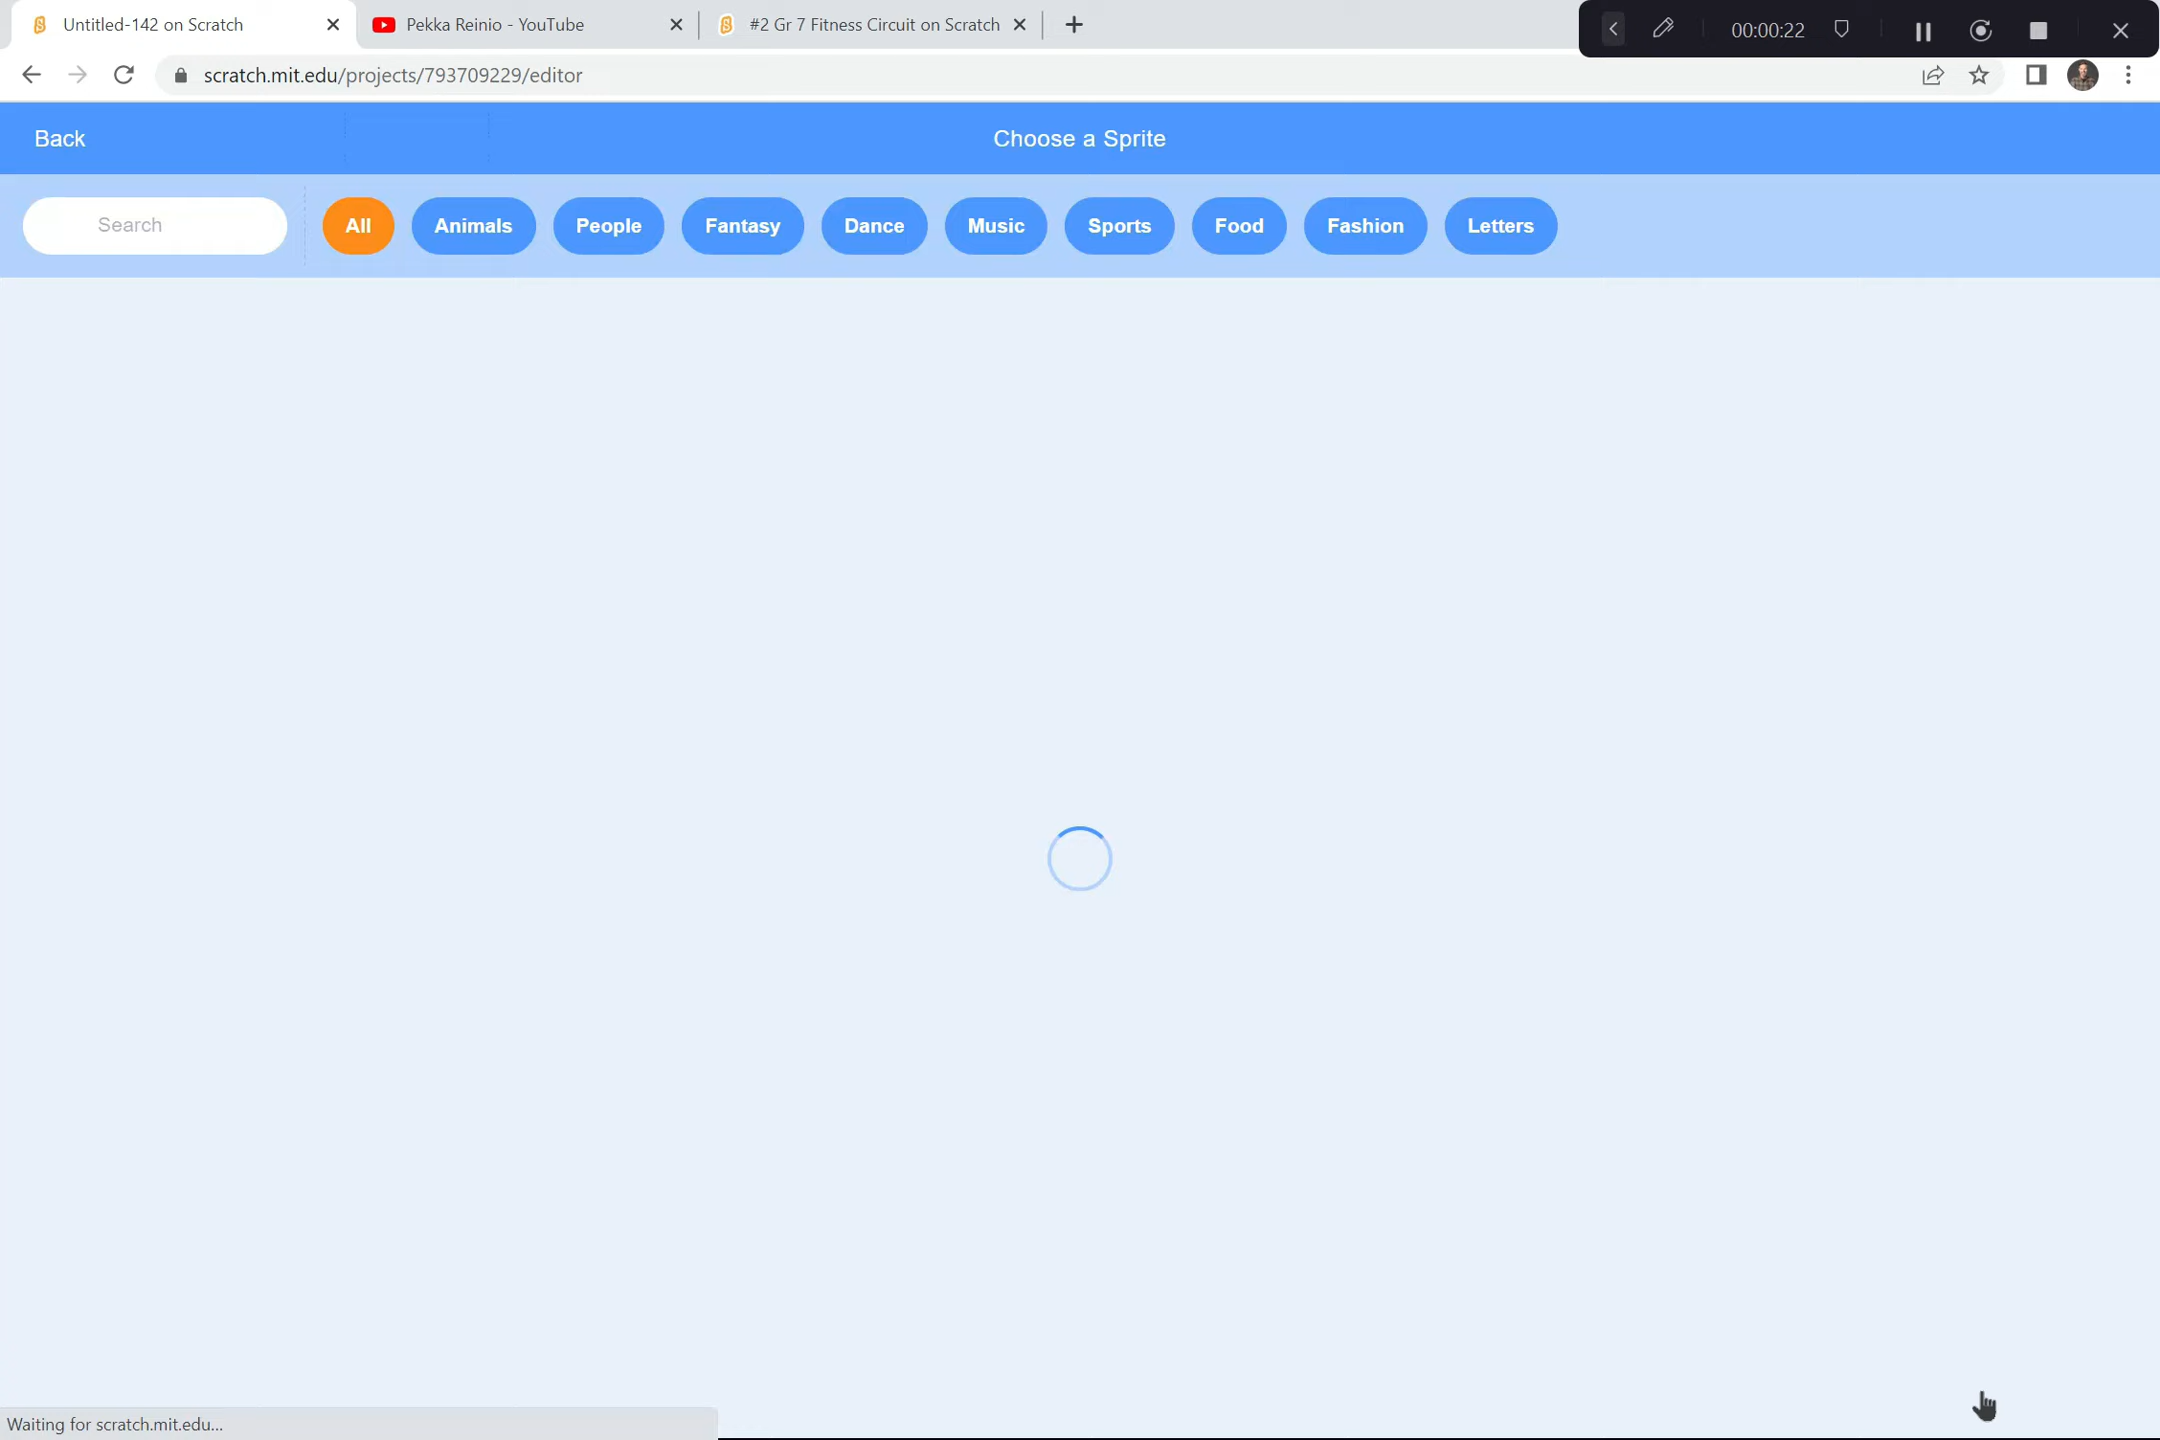 Untitled-142 on Scratch
Pekka Reinio - YouTube
#2 Gr 7 Fitness Circuit on Scratch
00:00:22
scratch.mit.edu/projects/793709229/editor
Back
Choose a Sprite
Search
All
Animals
People
Fantasy
Dance
Music
Sports
Food
Fashion
Letters
Waiting for scratch.mit.edu...